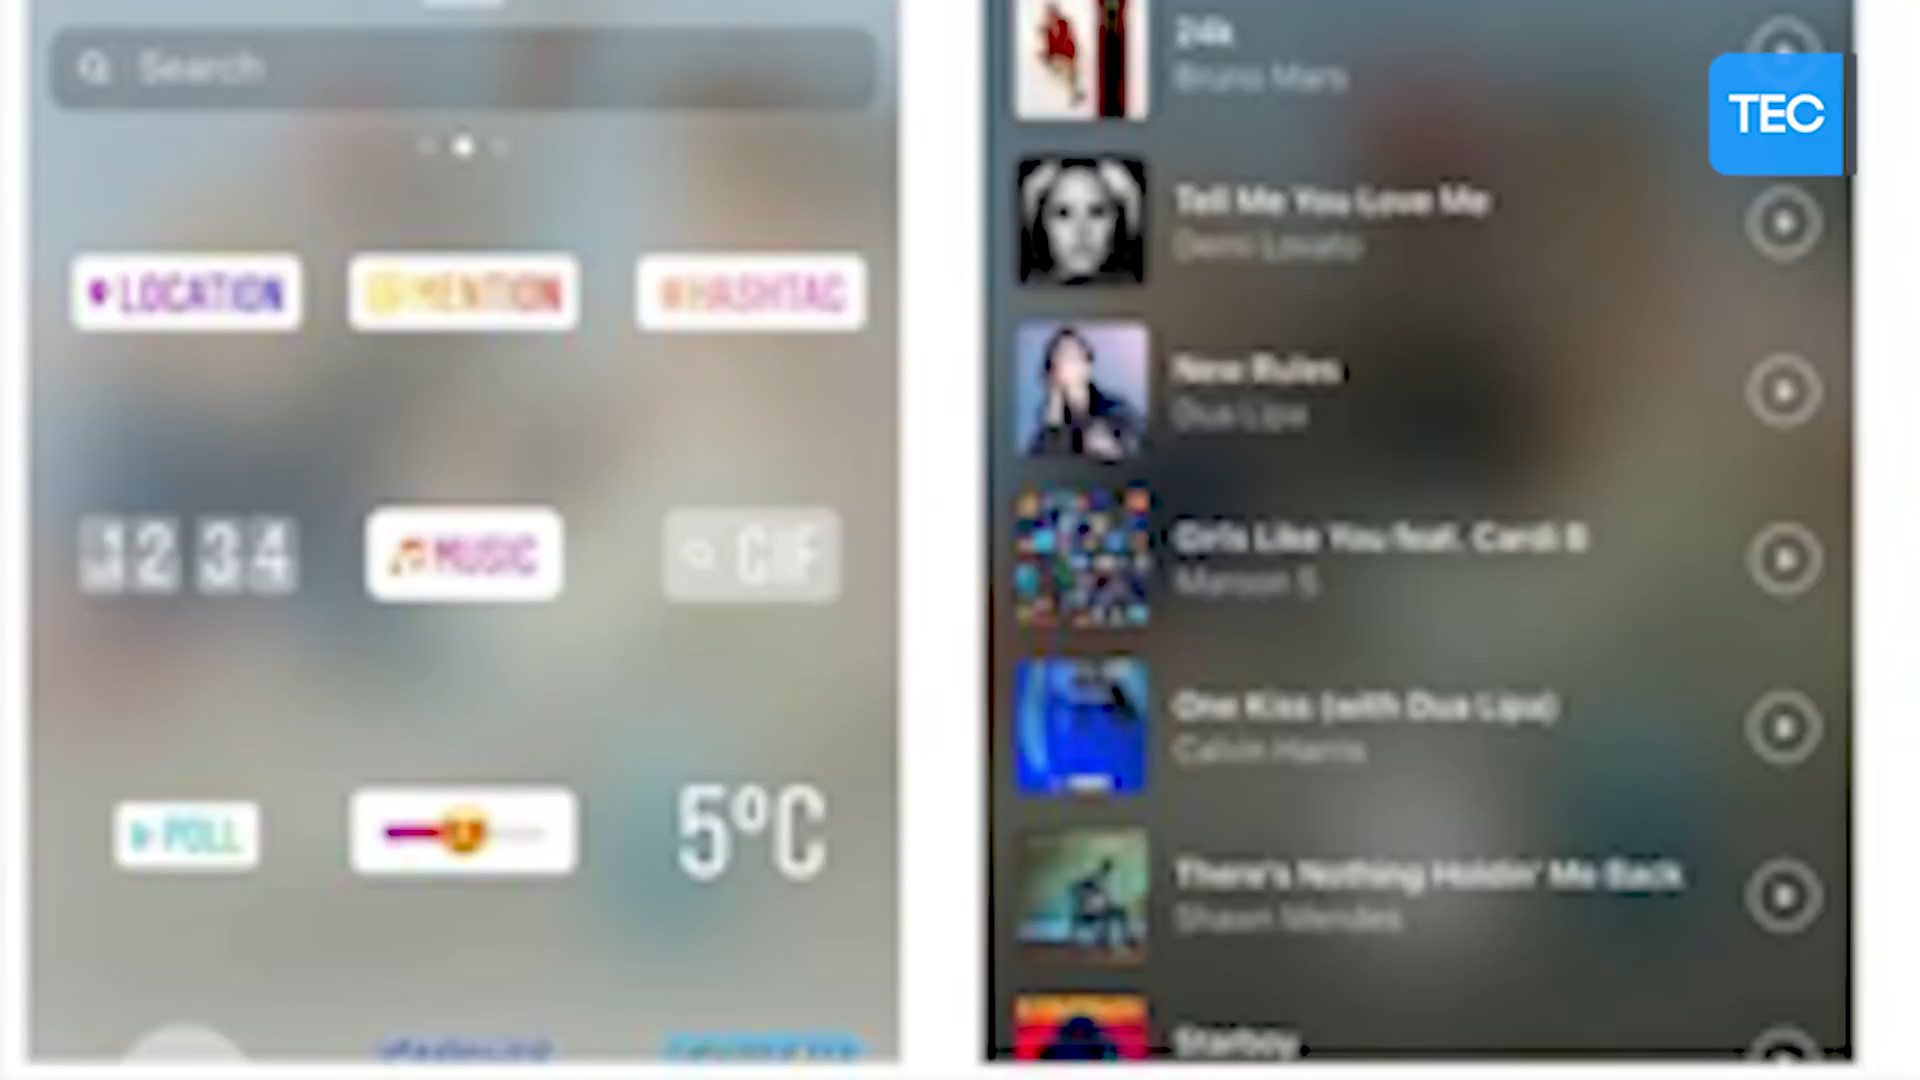 Search
LOCATION
@MENTION
#HASHTAG
12 34
MUSIC
GIF
POLL
5°C
24k
Bruno Mars
Tell Me You Love Me
Demi Lovato
New Rules
Dua Lipa
Girls Like You feat. Cardi B
Maroon 5
One Kiss (with Dua Lipa)
Calvin Harris
There's Nothing Holdin' Me Back
Shawn Mendes
Starboy
TEC